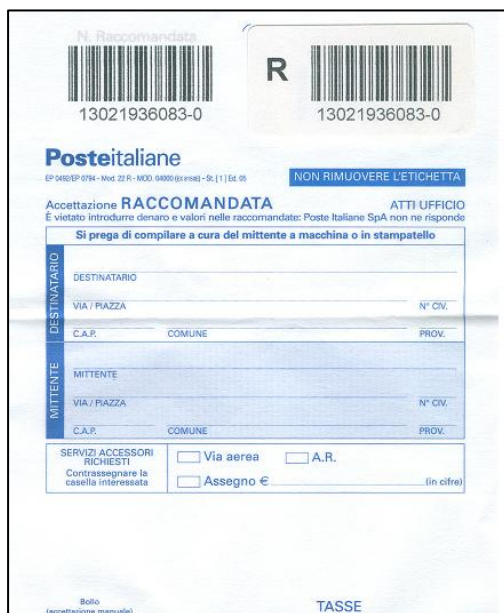 N. Raccomandata
R
13021936083-0
13021936083-0
Posteitaliane
EP 0492/EP 0794 - Mod. 22 R - MOD. 04000 (ex ) - St. [1] Ed. 05
NON RIMUOVERE L'ETICHETTA
Accettazione RACCOMANDATA
ATTI UFFICIO
È vietato introdurre denaro e valori nelle raccomandate: Poste Italiane SpA non ne risponde
Si prega di compilare a cura del mittente a macchina o in stampatello
DESTINATARIO
DESTINATARIO
VIA / PIAZZA N° CIV.
C.A.P. COMUNE PROV.
MITTENTE
MITTENTE
VIA / PIAZZA N° CIV.
C.A.P. COMUNE PROV.
SERVIZI ACCESSORI
RICHIESTI
Contrassegnare la
casella interessata
Via aerea A.R.
Assegno € (in cifre)
Bollo
(accettazione manuale)
TASSE